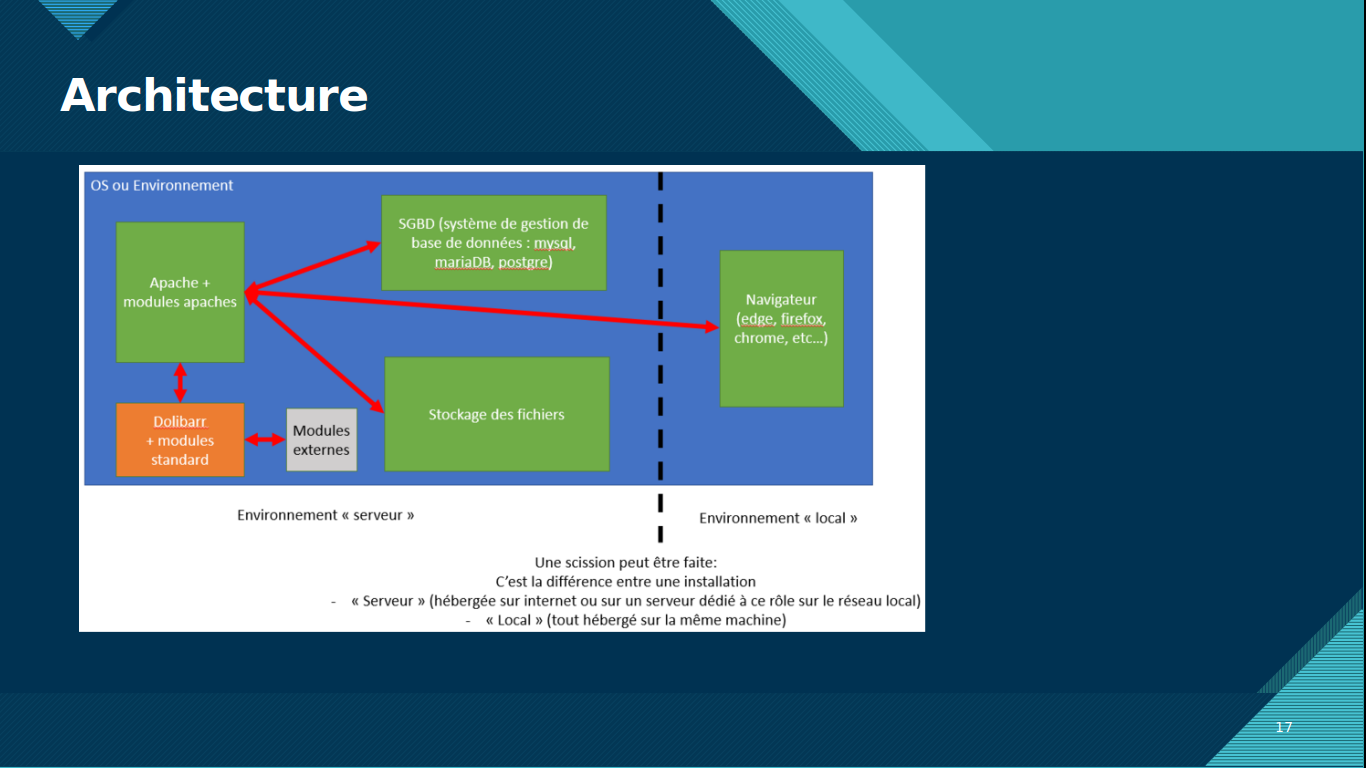 Architecture
OS ou Environnement
SGBD (système de gestion de
base de données : mysql,
mariaDB, postgre)
Apache +
modules apaches
Navigateur
(edge, firefox,
chrome, etc…)
Stockage des fichiers
Dolibarr
+ modules
standard
Modules
externes
Environnement « serveur »
Environnement « local »
Une scission peut être faite:
C’est la différence entre une installation
- « Serveur » (hébergée sur internet ou sur un serveur dédié à ce rôle sur le réseau local)
- « Local » (tout hébergé sur la même machine)
17